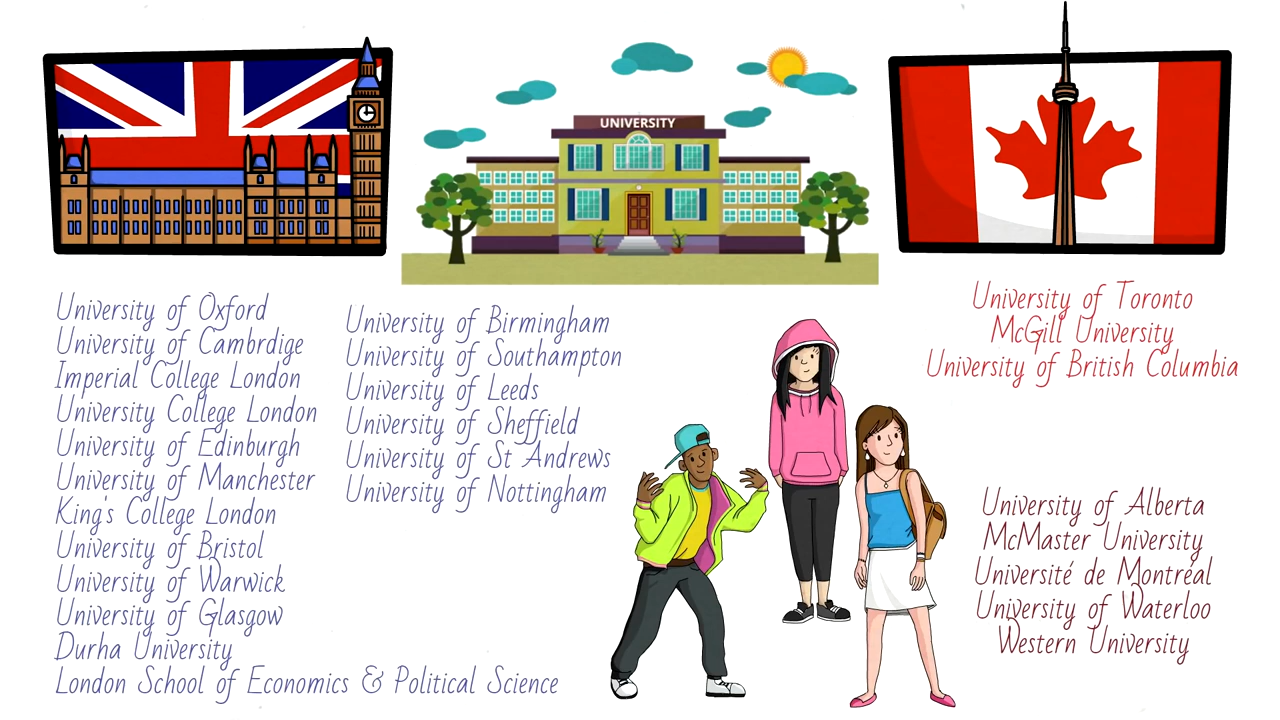 UNIVERSITY
University of Oxford
University of Cambrdige
Imperial College London
University College London
University of Edinburgh
University of Manchester
King's College London
University of Bristol
University of Warwick
University of Glasgow
Durha University
London School of Economics & Political Science
University of Birmingham
University of Southampton
University of Leeds
University of Sheffield
University of St Andrews
University of Nottingham
University of Toronto
McGill University
University of British Columbia
University of Alberta
McMaster University
Université de Montréal
University of Waterloo
Western University